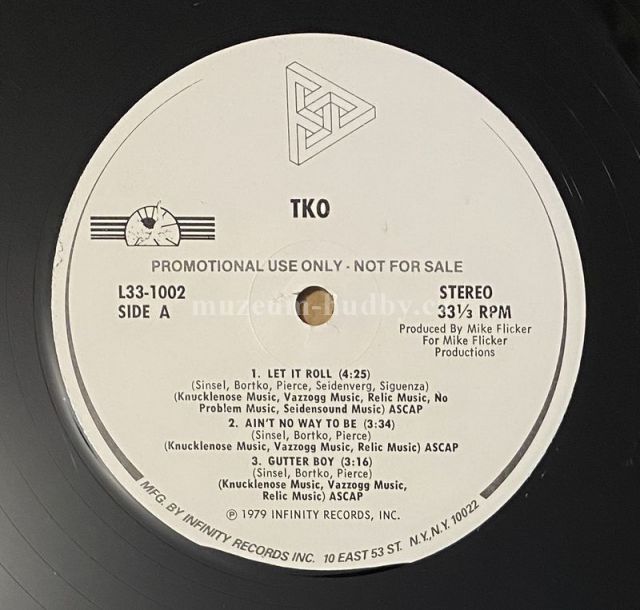 TKO
PROMOTIONAL USE ONLY - NOT FOR SALE
L33-1002
SIDE A
STEREO
33⅓ RPM
Produced By Mike Flicker
For Mike Flicker
Productions
1. LET IT ROLL (4:25)
(Sinsel, Bortko, Pierce, Seidenverg, Siguenza)
(Knucklenose Music, Vazzogg Music, Relic Music, No
Problem Music, Seidensound Music) ASCAP
2. AIN'T NO WAY TO BE (3:34)
(Sinsel, Bortko, Pierce)
(Knucklenose Music, Vazzogg Music, Relic Music) ASCAP
3. GUTTER BOY (3:16)
(Sinsel, Bortko, Pierce)
(Knucklenose Music, Vazzogg Music,
Relic Music) ASCAP
℗ 1979 INFINITY RECORDS, INC.
MFG. BY INFINITY RECORDS INC. 10 EAST 53 ST. N.Y., N.Y. 10022